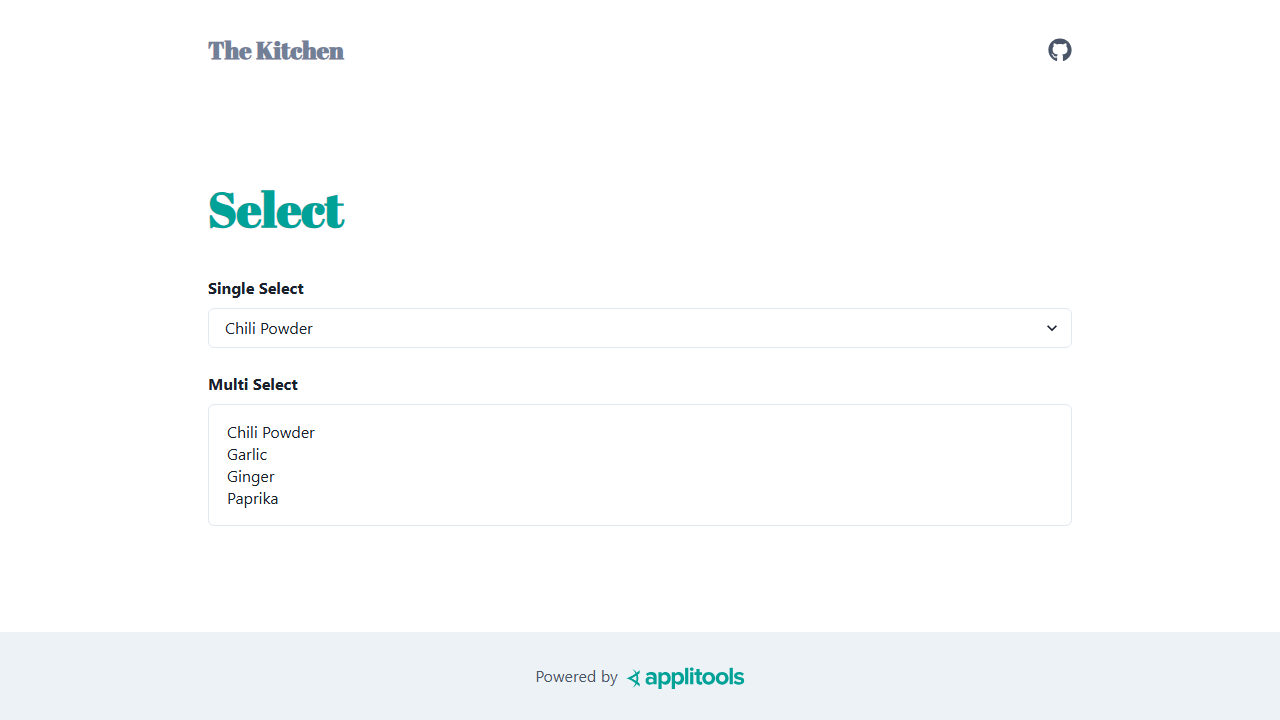 The Kitchen
Select
Single Select
Chili Powder
Multi Select
Chili Powder
Garlic
Ginger
Paprika
Powered by applitools